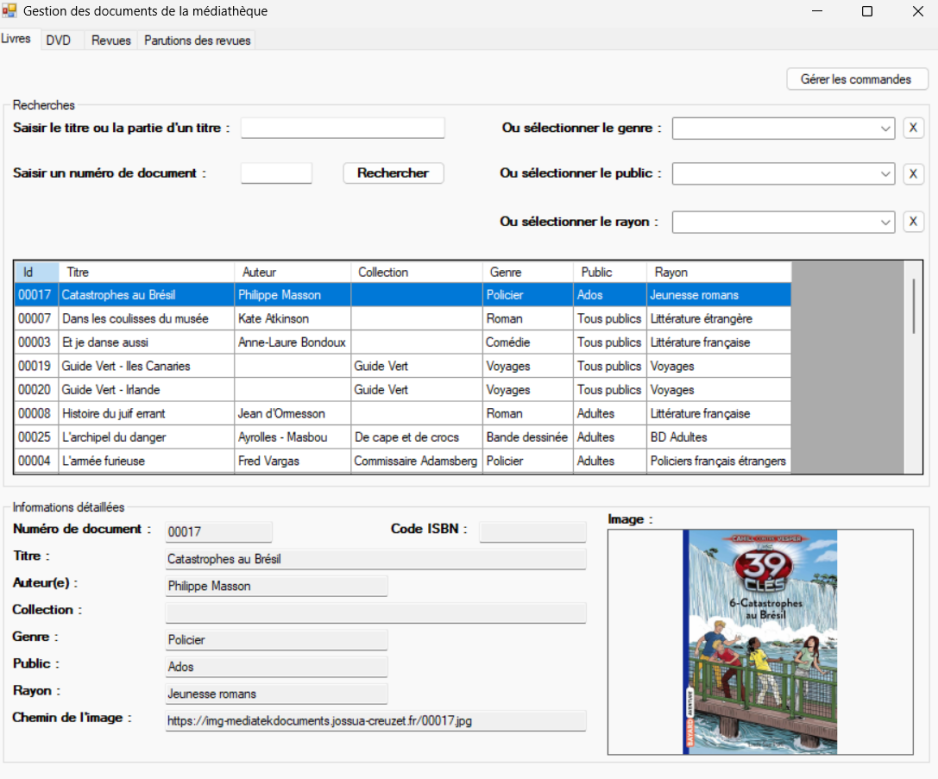 Gestion des documents de la médiathèque
Livres DVD Revues Parutions des revues
Gérer les commandes
Recherches
Saisir le titre ou la partie d'un titre : Ou sélectionner le genre : X
Saisir un numéro de document : Rechercher Ou sélectionner le public : X
Ou sélectionner le rayon : X
Id Titre Auteur Collection Genre Public Rayon
00017 Catastrophes au Brésil Philippe Masson Policier Ados Jeunesse romans
00007 Dans les coulisses du musée Kate Atkinson Roman Tous publics Littérature étrangère
00003 Et je danse aussi Anne-Laure Bondoux Comédie Tous publics Littérature française
00019 Guide Vert - Iles Canaries Guide Vert Voyages Tous publics Voyages
00020 Guide Vert - Irlande Guide Vert Voyages Tous publics Voyages
00008 Histoire du juif errant Jean d'Ormesson Roman Adultes Littérature française
00025 L'archipel du danger Ayrolles - Masbou De cape et de crocs Bande dessinée Adultes BD Adultes
00004 L'armée furieuse Fred Vargas Commissaire Adamsberg Policier Adultes Policiers français étrangers
Informations détaillées
Numéro de document : 00017 Code ISBN : Image :
Titre : Catastrophes au Brésil
Auteur(e) : Philippe Masson
Collection :
Genre : Policier
Public : Ados
Rayon : Jeunesse romans
Chemin de l'image : https://img-mediatekdocuments.jossua-creuzet.fr/00017.jpg
39
CLÉS
6-Catastrophes
au Brésil
BAYARD